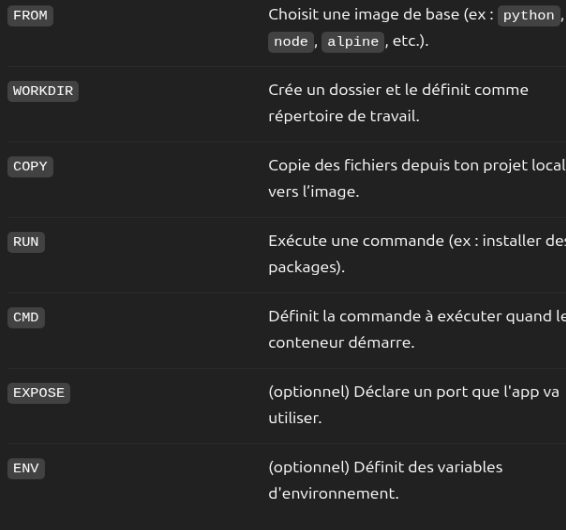 FROM Choisit une image de base (ex : python,
node, alpine, etc.).
WORKDIR Crée un dossier et le définit comme
répertoire de travail.
COPY Copie des fichiers depuis ton projet local
vers l’image.
RUN Exécute une commande (ex : installer des
packages).
CMD Définit la commande à exécuter quand le
conteneur démarre.
EXPOSE (optionnel) Déclare un port que l'app va
utiliser.
ENV (optionnel) Définit des variables
d'environnement.